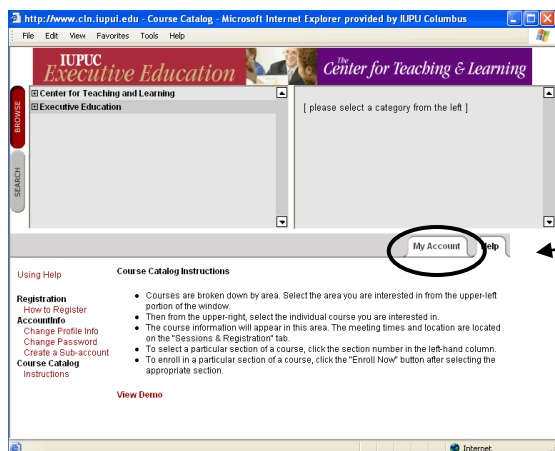 http://www.cln.iupui.edu - Course Catalog - Microsoft Internet Explorer provided by IUPU Columbus
File Edit View Favorites Tools Help
IUPUC
Executive Education
The Center for Teaching & Learning
BROWSE
SEARCH
Center for Teaching and Learning
Executive Education
[ please select a category from the left ]
My Account
Help
Using Help
Registration
How to Register
AccountInfo
Change Profile Info
Change Password
Create a Sub-account
Course Catalog
Instructions
Course Catalog Instructions
• Courses are broken down by area. Select the area you are interested in from the upper-left
portion of the window.
• Then from the upper-right, select the individual course you are interested in.
• The course information will appear in this area. The meeting times and location are located
on the "Sessions & Registration" tab.
• To select a particular section of a course, click the section number in the left-hand column.
• To enroll in a particular section of a course, click the "Enroll Now" button after selecting the
appropriate section.
View Demo
Internet